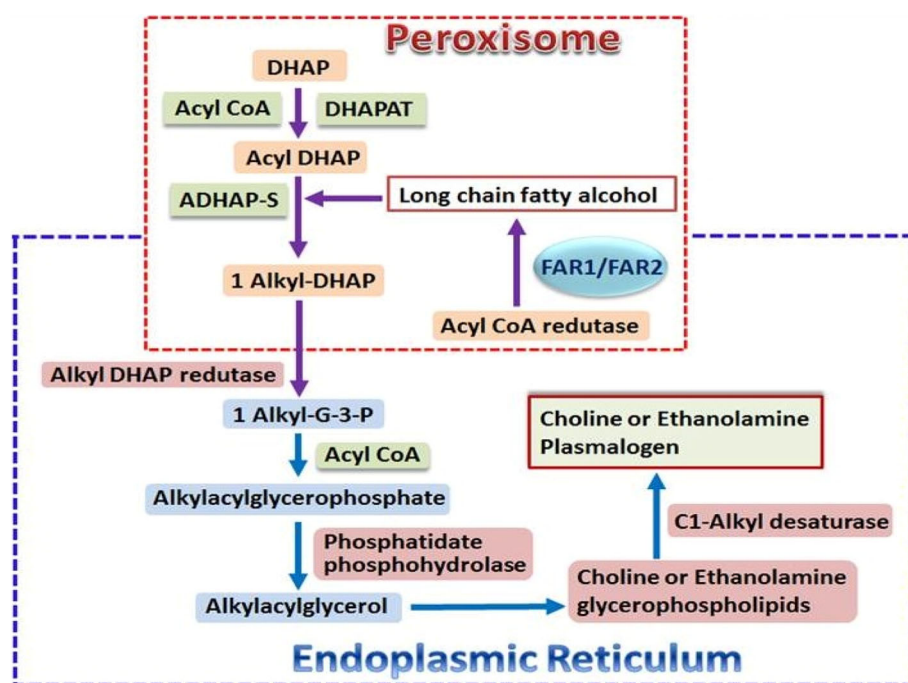 Peroxisome
DHAP
Acyl CoA
DHAPAT
Acyl DHAP
ADHAP-S
Long chain fatty alcohol
FAR1/FAR2
1 Alkyl-DHAP
Acyl CoA redutase
Alkyl DHAP redutase
1 Alkyl-G-3-P
Acyl CoA
Choline or Ethanolamine
Plasmalogen
Alkylacylglycerophosphate
C1-Alkyl desaturase
Phosphatidate
phosphohydrolase
Choline or Ethanolamine
glycerophospholipids
Alkylacylglycerol
Endoplasmic Reticulum